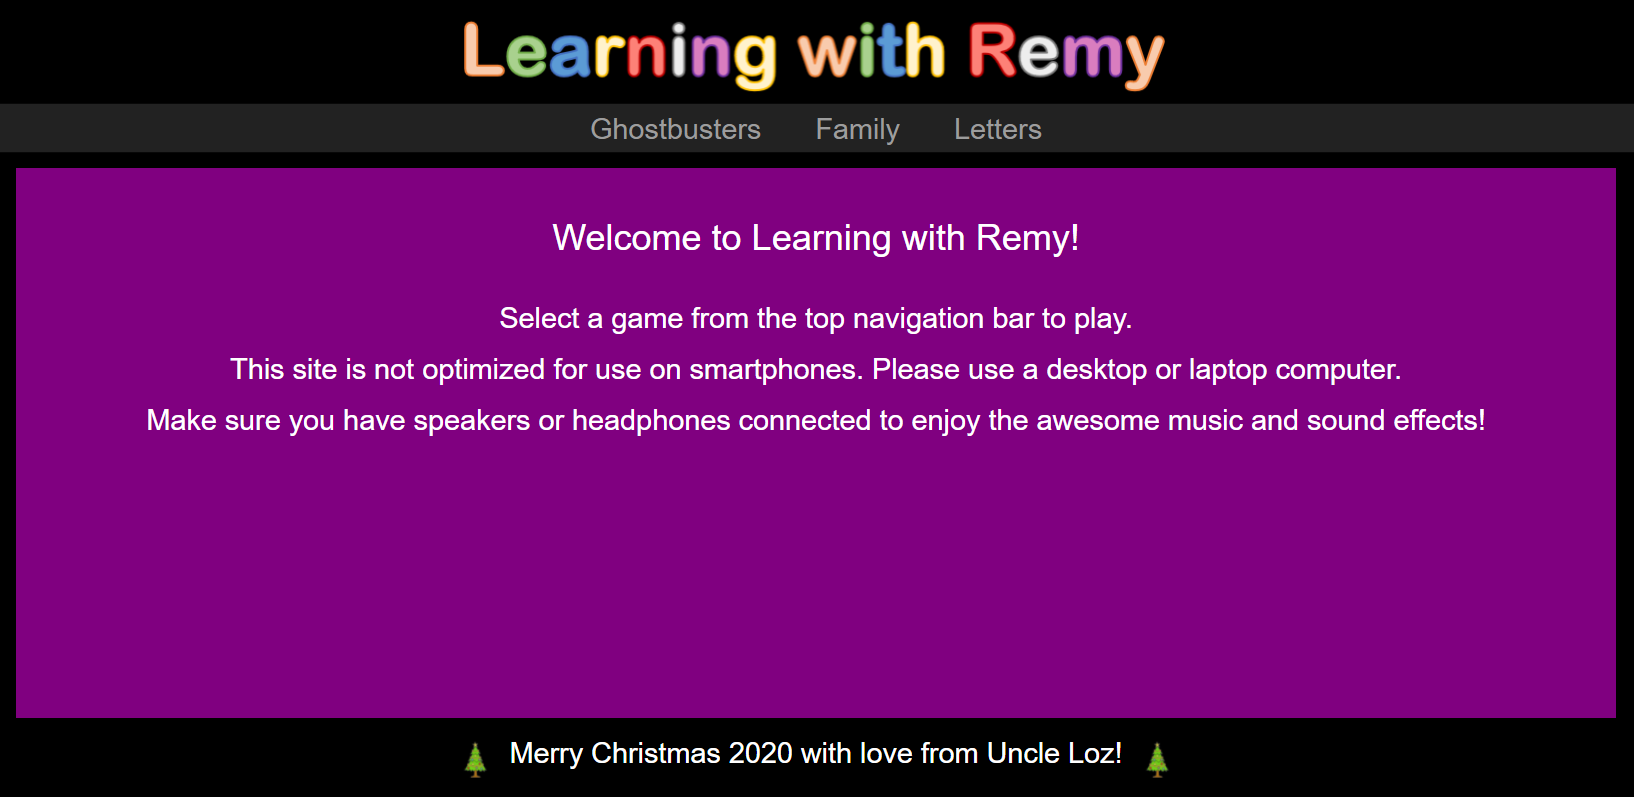 Learning with Remy
Ghostbusters Family Letters
Welcome to Learning with Remy!
Select a game from the top navigation bar to play.
This site is not optimized for use on smartphones. Please use a desktop or laptop computer.
Make sure you have speakers or headphones connected to enjoy the awesome music and sound effects!
Merry Christmas 2020 with love from Uncle Loz!